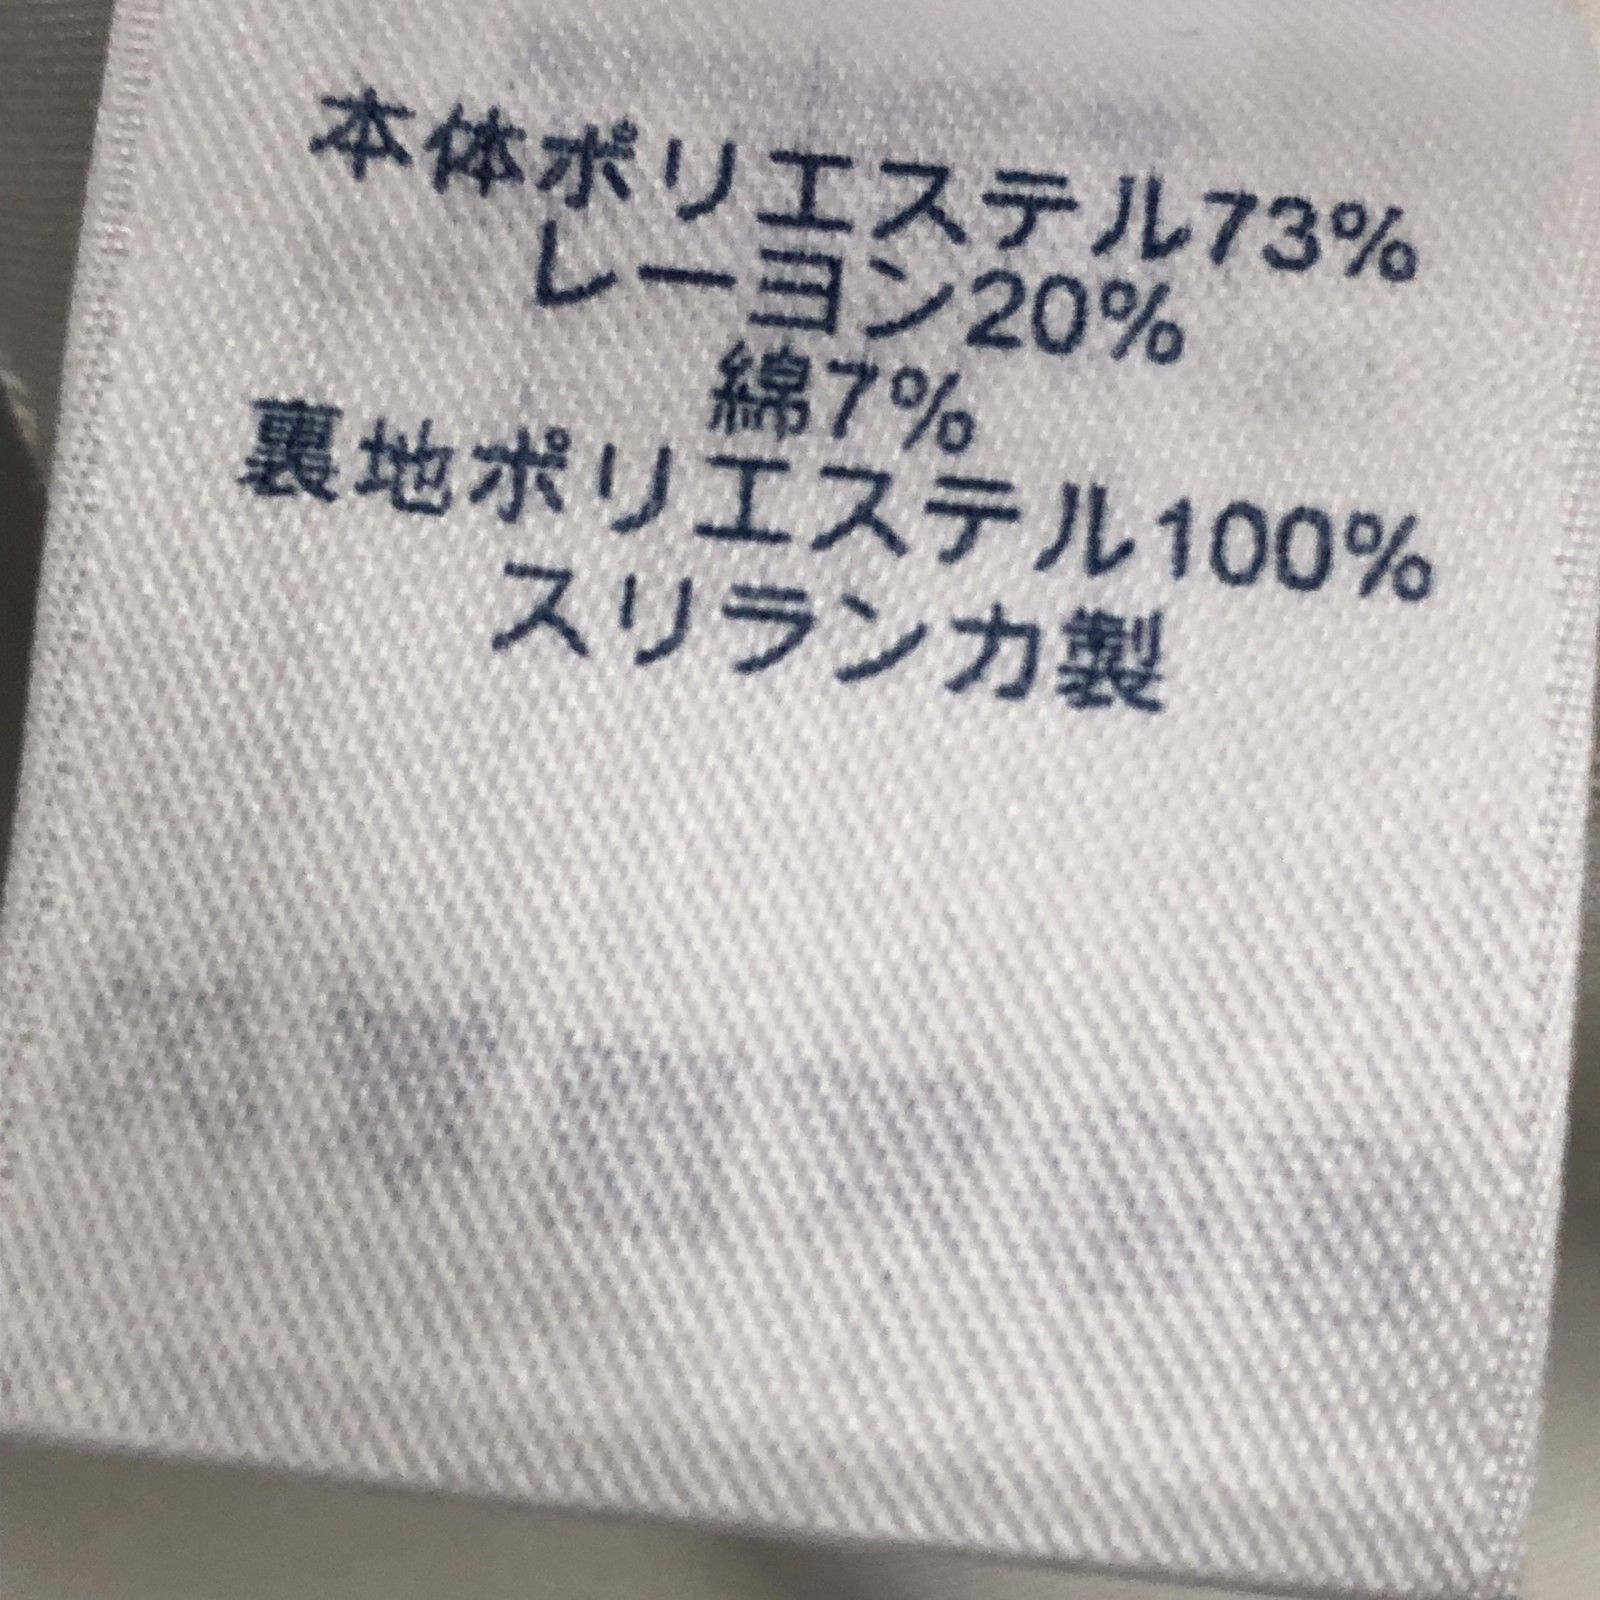 本体ポリエステル73%
レーヨン20%
綿7%
裏地ポリエステル100%
スリランカ製